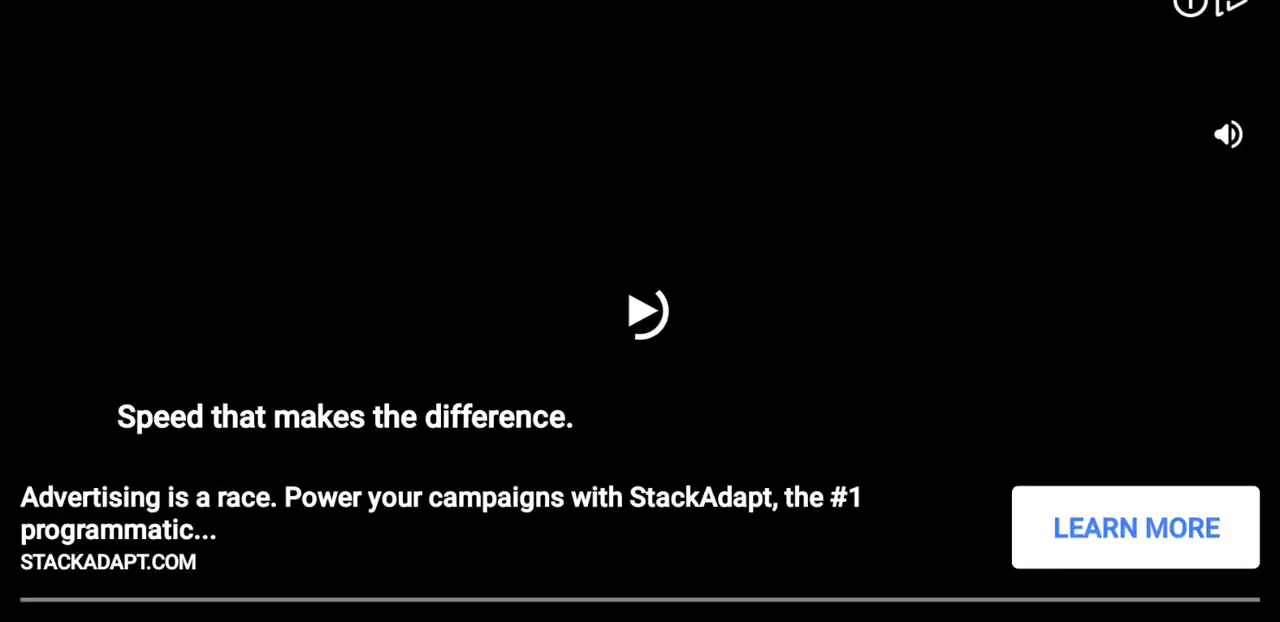 Speed that makes the difference.
Advertising is a race. Power your campaigns with StackAdapt, the #1
programmatic...
STACKADAPT.COM
LEARN MORE